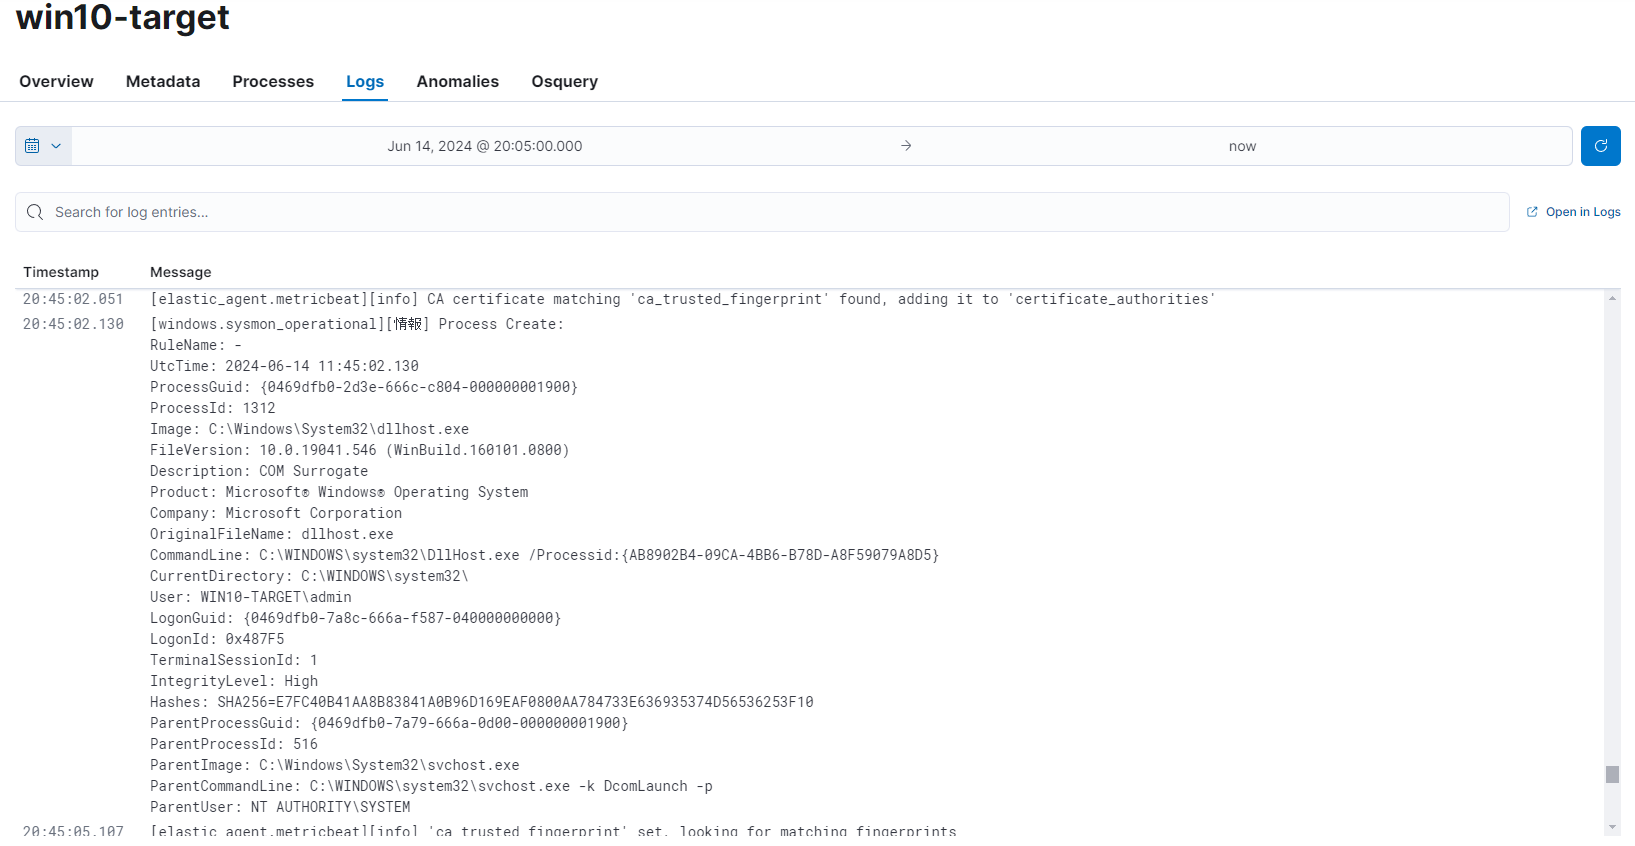 win10-target
Overview Metadata Processes Logs Anomalies Osquery
Jun 14, 2024 @ 20:05:00.000 → now
Search for log entries... Open in Logs
Timestamp Message
20:45:02.051 [elastic_agent.metricbeat][info] CA certificate matching 'ca_trusted_fingerprint' found, adding it to 'certificate_authorities'
20:45:02.130 [windows.sysmon_operational][情報] Process Create:
RuleName: -
UtcTime: 2024-06-14 11:45:02.130
ProcessGuid: {0469dfb0-2d3e-666c-c804-000000001900}
ProcessId: 1312
Image: C:\Windows\System32\dllhost.exe
FileVersion: 10.0.19041.546 (WinBuild.160101.0800)
Description: COM Surrogate
Product: Microsoft® Windows® Operating System
Company: Microsoft Corporation
OriginalFileName: dllhost.exe
CommandLine: C:\WINDOWS\system32\DllHost.exe /Processid:{AB8902B4-09CA-4BB6-B78D-A8F59079A8D5}
CurrentDirectory: C:\WINDOWS\system32\
User: WIN10-TARGET\admin
LogonGuid: {0469dfb0-7a8c-666a-f587-040000000000}
LogonId: 0x487F5
TerminalSessionId: 1
IntegrityLevel: High
Hashes: SHA256=E7FC40B41AA8B83841A0B96D169EAF0800AA784733E636935374D56536253F10
ParentProcessGuid: {0469dfb0-7a79-666a-0d00-000000001900}
ParentProcessId: 516
ParentImage: C:\Windows\System32\svchost.exe
ParentCommandLine: C:\WINDOWS\system32\svchost.exe -k DcomLaunch -p
ParentUser: NT AUTHORITY\SYSTEM
20:45:05.107 [elastic_agent.metricbeat][info] 'ca_trusted_fingerprint' set, looking for matching fingerprints